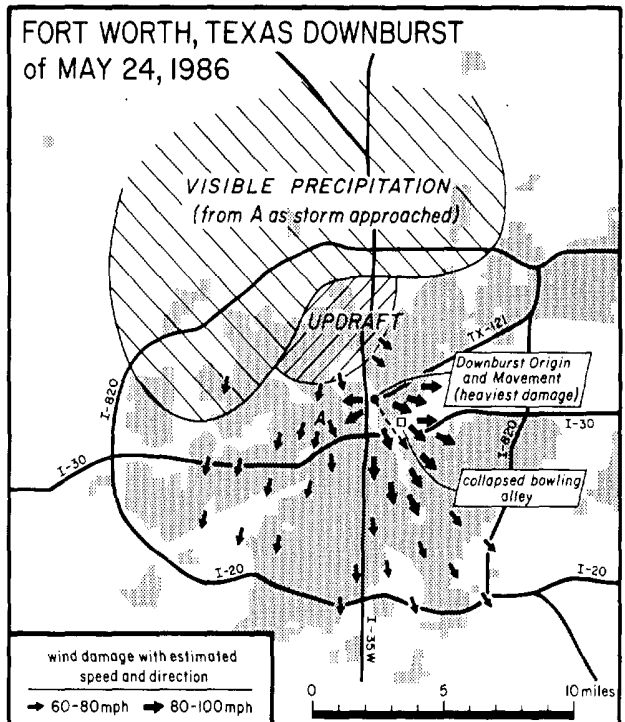 FORT WORTH, TEXAS DOWNBURST
of MAY 24, 1986
VISIBLE PRECIPITATION
(from A as storm approached)
UPDRAFT
TX-121
Downburst Origin
and Movement
(heaviest damage)
A
I-820
I-30
I-820
I-30
collapsed bowling
alley
I-20
I-20
I-35W
wind damage with estimated
speed and direction
60-80mph 80-100mph
0 5 10 miles